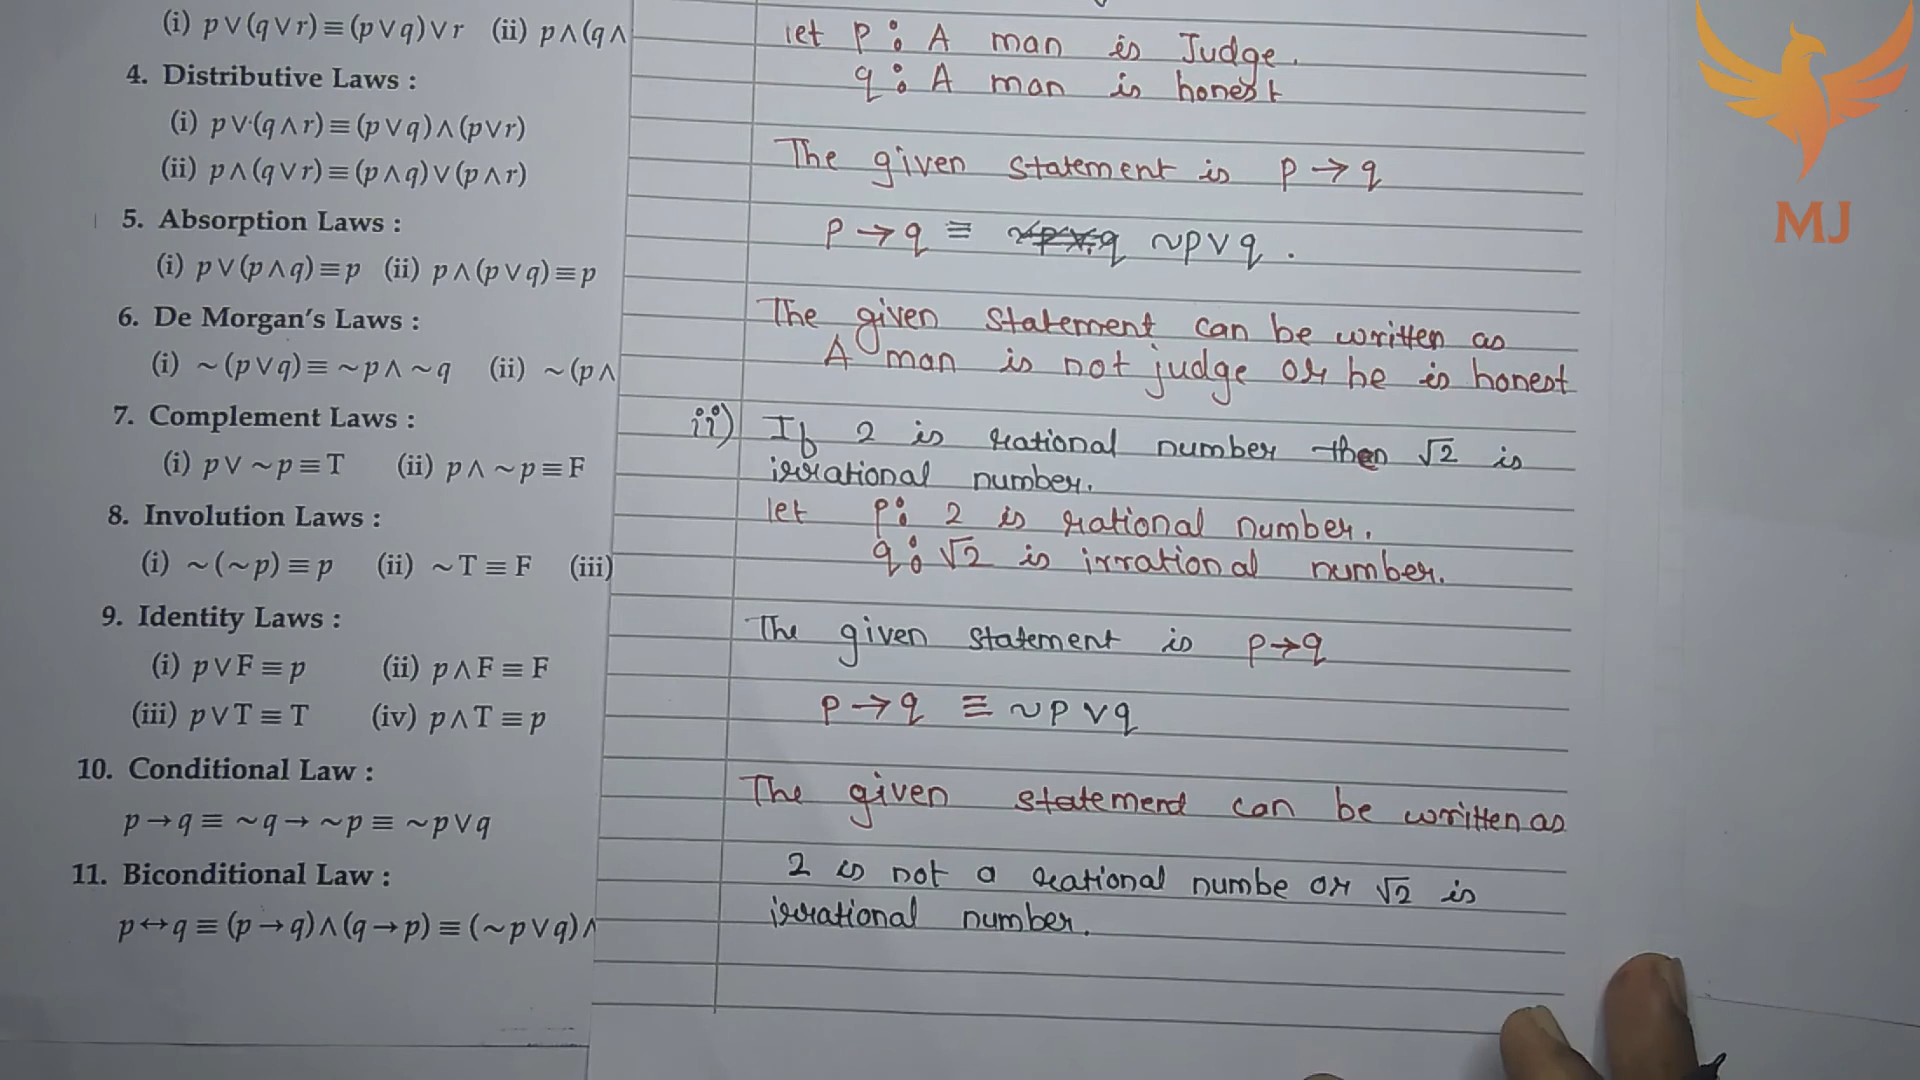 (i) p∨(q∨r)≡(p∨q)∨r (ii) p∧(q∧
4. Distributive Laws :
(i) p∨(q∧r)≡(p∨q)∧(p∨r)
(ii) p∧(q∨r)≡(p∧q)∨(p∧r)
5. Absorption Laws :
(i) p∨(p∧q)≡p (ii) p∧(p∨q)≡p
6. De Morgan's Laws :
(i) ~(p∨q)≡~p∧~q (ii) ~(p∧
7. Complement Laws :
(i) p∨~p≡T (ii) p∧~p≡F
8. Involution Laws :
(i) ~(~p)≡p (ii) ~T≡F (iii)
9. Identity Laws :
(i) p∨F≡p (ii) p∧F≡F
(iii) p∨T≡T (iv) p∧T≡p
10. Conditional Law :
p→q≡~q→~p≡~p∨q
11. Biconditional Law :
p↔q≡(p→q)∧(q→p)≡(~p∨q)∧
let p : A man is Judge.
q : A man is honest
The given statement is p→q
p→q ≡ ~p∨q .
The given statement can be written as
A man is not judge or he is honest
ii) If 2 is rational number then √2 is
irrational number.
let p: 2 is rational number.
q: √2 is irrational number.
The given statement is p→q
p→q ≡ ~p∨q
The given statemend can be written as
2 is not a rational numbe or √2 is
irrational number.
MJ